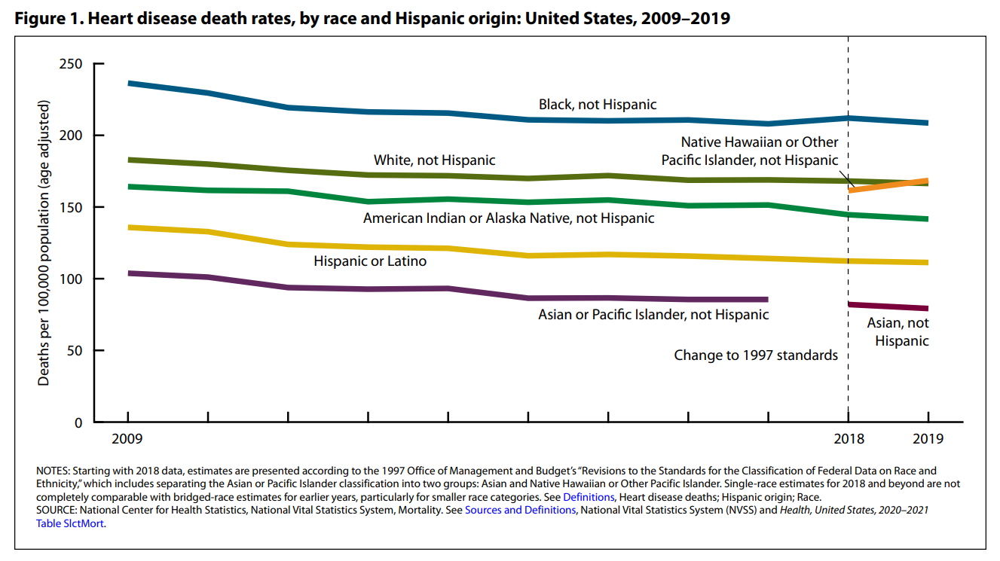 Figure 1. Heart disease death rates, by race and Hispanic origin: United States, 2009–2019
250
200
150
100
50
0
Deaths per 100,000 population (age adjusted)
Black, not Hispanic
Native Hawaiian or Other
Pacific Islander, not Hispanic
White, not Hispanic
American Indian or Alaska Native, not Hispanic
Hispanic or Latino
Asian or Pacific Islander, not Hispanic
Asian, not
Hispanic
Change to 1997 standards
2009
2018
2019
NOTES: Starting with 2018 data, estimates are presented according to the 1997 Office of Management and Budget’s “Revisions to the Standards for the Classification of Federal Data on Race and
Ethnicity,” which includes separating the Asian or Pacific Islander classification into two groups: Asian and Native Hawaiian or Other Pacific Islander. Single-race estimates for 2018 and beyond are not
completely comparable with bridged-race estimates for earlier years, particularly for smaller race categories. See Definitions, Heart disease deaths; Hispanic origin; Race.
SOURCE: National Center for Health Statistics, National Vital Statistics System, Mortality. See Sources and Definitions, National Vital Statistics System (NVSS) and Health, United States, 2020–2021
Table SlctMort.